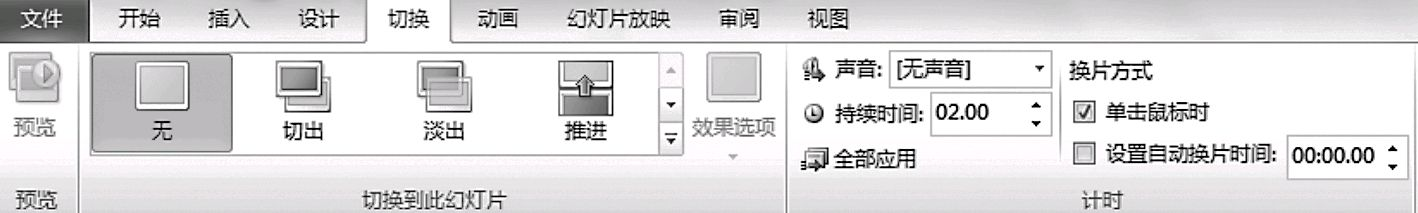 文件 开始 插入 设计 切换 动画 幻灯片放映 审阅 视图
预览
无 切出 淡出 推进
效果选项
声音: [无声音]
持续时间: 02.00
全部应用
换片方式
单击鼠标时
设置自动换片时间: 00:00.00
预览 切换到此幻灯片 计时